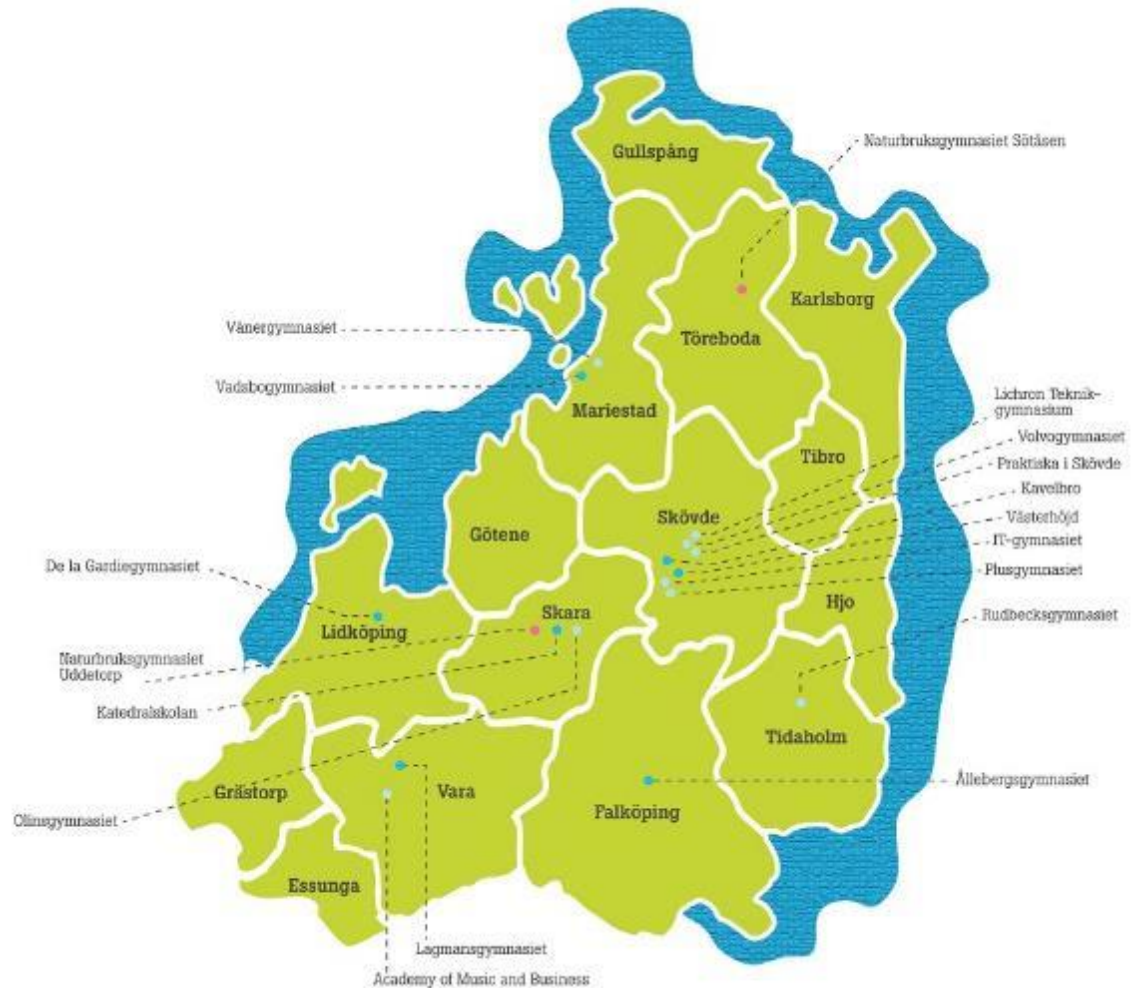 Gullspång
Naturbruksgymnasiet Sötåsen
Karlsborg
Töreboda
Vänergymnasiet
Vadsbogymnasiet
Mariestad
Lichron Teknik-
gymnasium
Volvogymnasiet
Tibro
Praktiska i Skövde
Kavelbro
Skövde
Västerhöjd
Götene
IT-gymnasiet
De la Gardiegymnasiet
Plusgymnasiet
Hjo
Skara
Rudbecksgymnasiet
Lidköping
Naturbruksgymnasiet
Uddetorp
Katedralskolan
Tidaholm
Ållebergsgymnasiet
Grästorp
Vara
Falköping
Olinsgymnasiet
Essunga
Lagmansgymnasiet
Academy of Music and Business